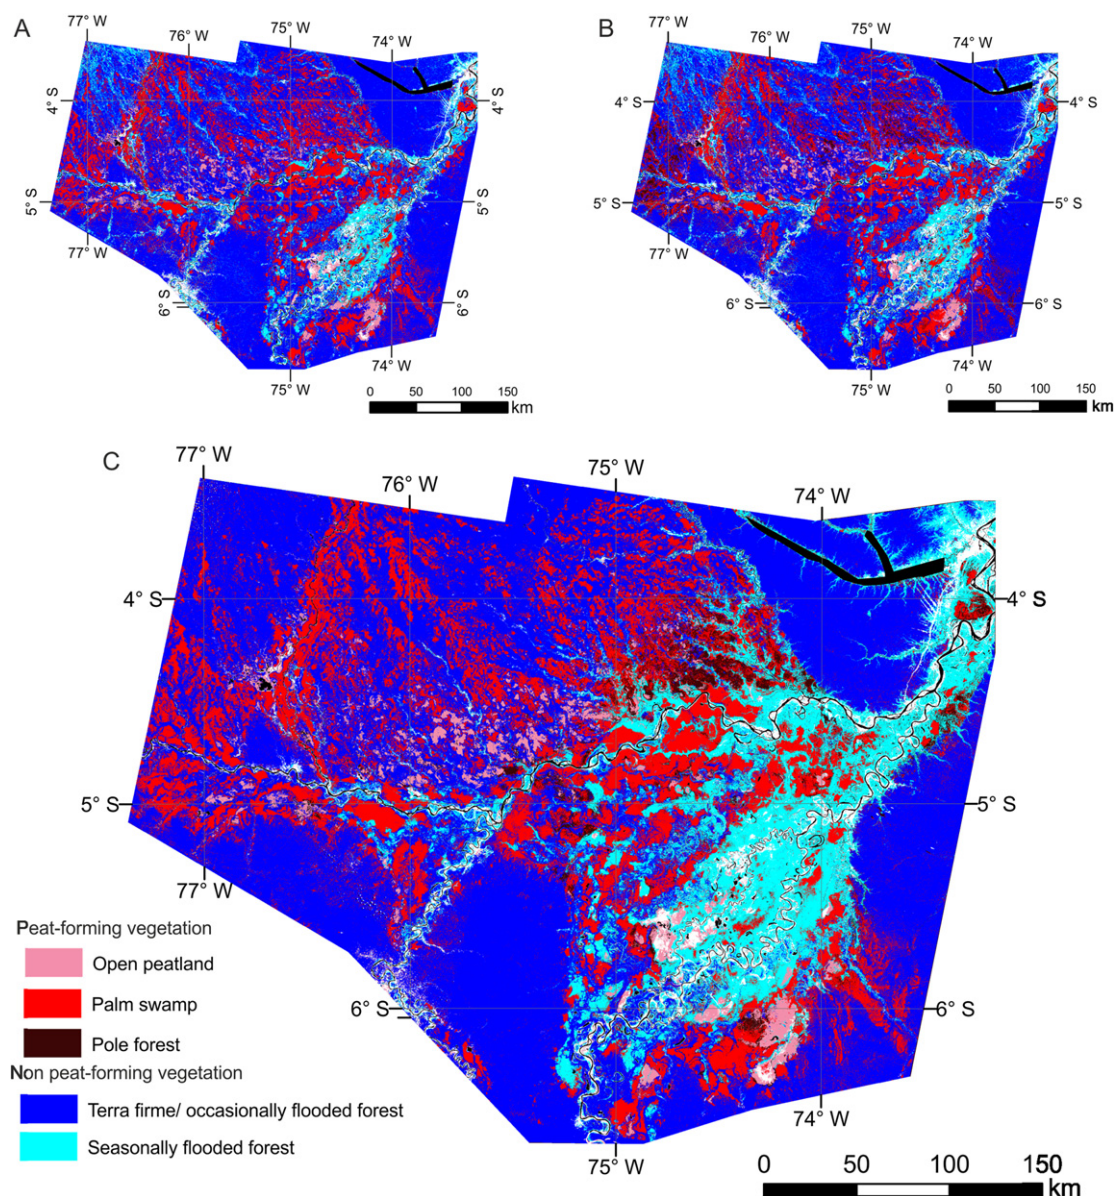 A
77° W
76° W
75° W
74° W
4° S
4° S
5° S
5° S
77° W
6° S
6° S
74° W
75° W
0 50 100 150
km
B
77° W
76° W
75° W
74° W
4° S
4° S
5° S
5° S
77° W
6° S
6° S
74° W
75° W
0 50 100 150
km
C
77° W
76° W
75° W
74° W
4° S
4° S
5° S
5° S
77° W
6° S
6° S
74° W
75° W
Peat-forming vegetation
Open peatland
Palm swamp
Pole forest
Non peat-forming vegetation
Terra firme/ occasionally flooded forest
Seasonally flooded forest
0 50 100 150
km